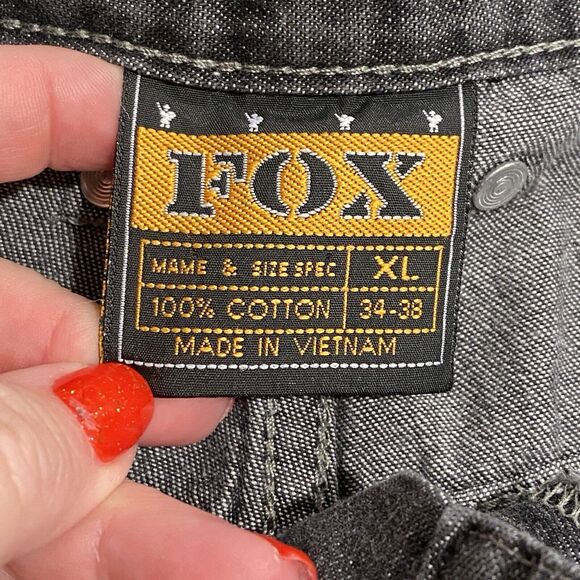 FOX
MAME & SIZE SPEC XL
100% COTTON 34-38
MADE IN VIETNAM